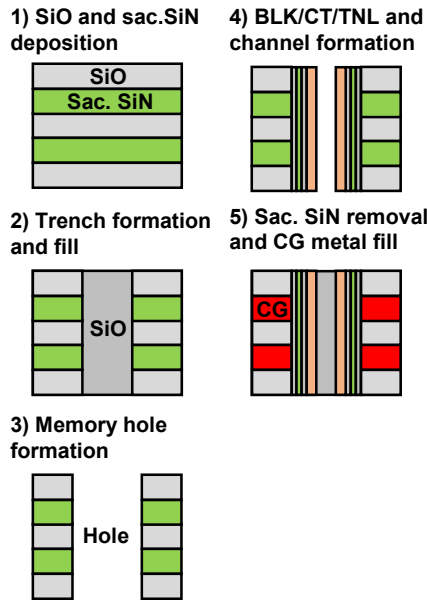 1) SiO and sac.SiN
deposition
SiO
Sac. SiN
2) Trench formation
and fill
SiO
3) Memory hole
formation
Hole
4) BLK/CT/TNL and
channel formation
5) Sac. SiN removal
and CG metal fill
CG